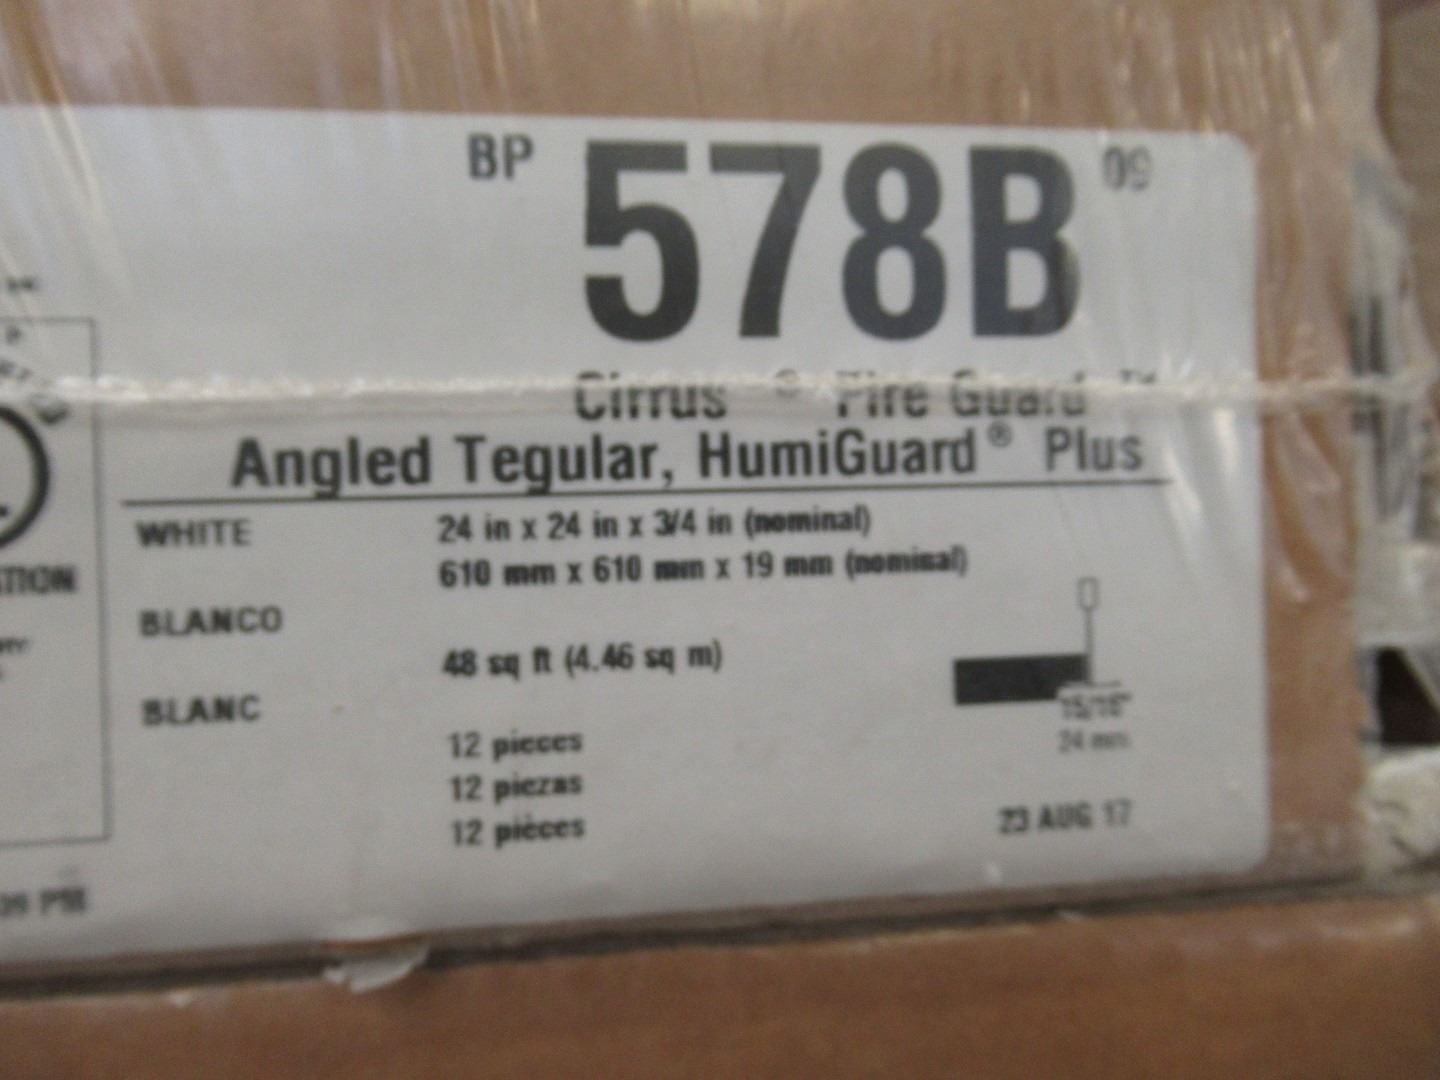 BP 578B 09
Cirrus ® Fire Guard ™
Angled Tegular, HumiGuard® Plus
WHITE 24 in x 24 in x 3/4 in (nominal)
610 mm x 610 mm x 19 mm (nominal)
BLANCO
48 sq ft (4.46 sq m)
BLANC
15/16"
12 pieces
24 mm
12 piezas
12 pièces
23 AUG 17
PM